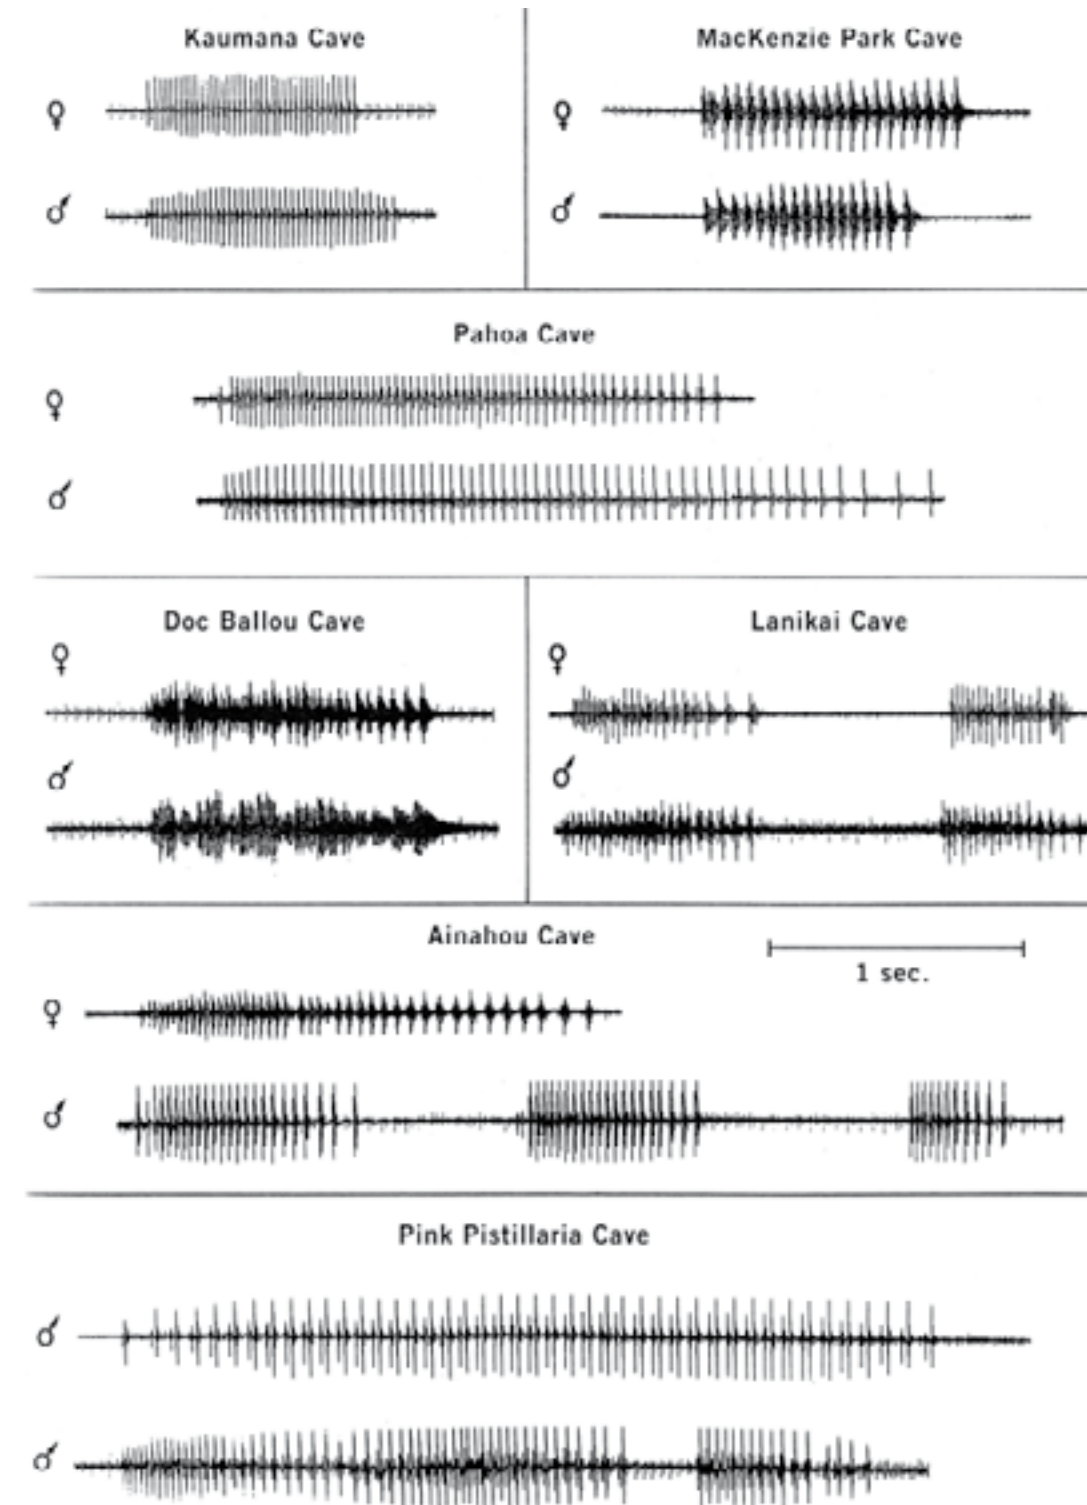 Kaumana Cave
MacKenzie Park Cave
♀
♀
♂
♂
Pahoa Cave
♀
♂
Doc Ballou Cave
Lanikai Cave
♀
♀
♂
♂
Ainahou Cave
1 sec.
♀
♂
Pink Pistillaria Cave
♂
♂